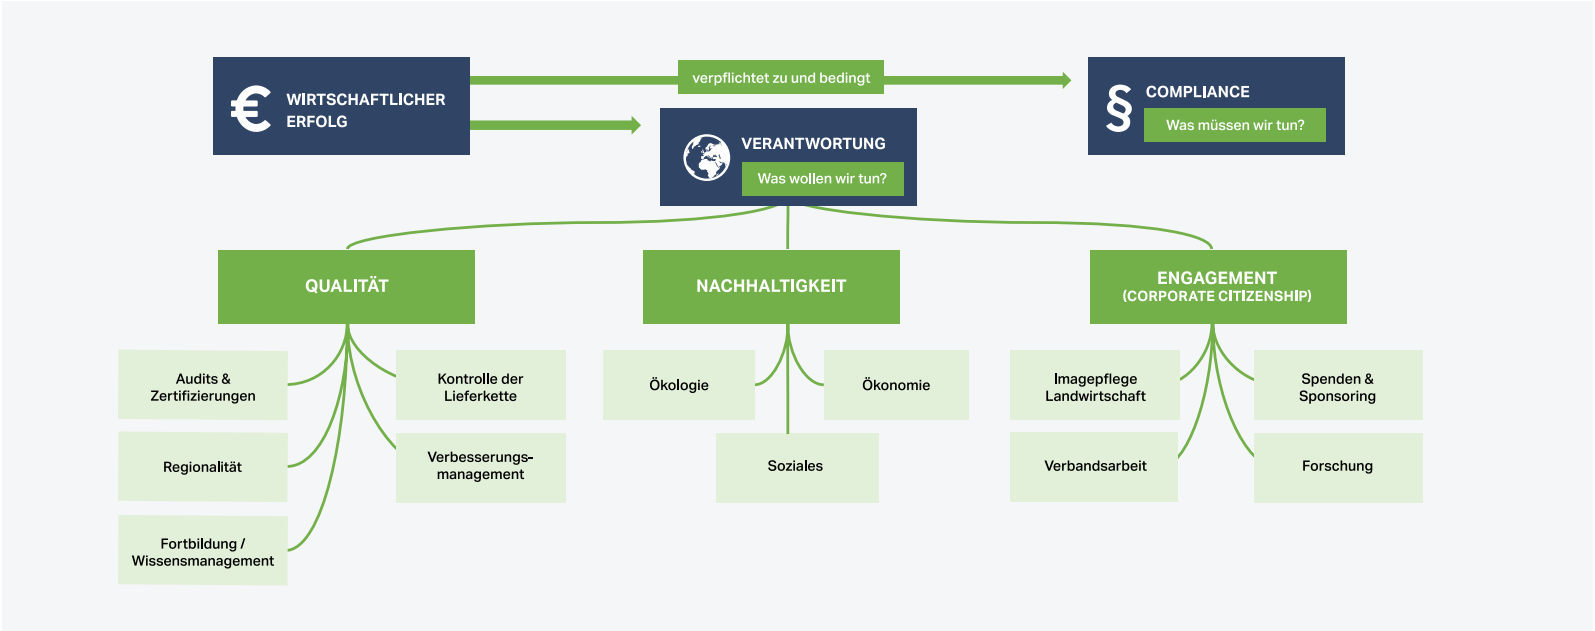 € WIRTSCHAFTLICHER
ERFOLG
verpflichtet zu und bedingt
§ COMPLIANCE
Was müssen wir tun?
VERANTWORTUNG
Was wollen wir tun?
QUALITÄT
NACHHALTIGKEIT
ENGAGEMENT
(CORPORATE CITIZENSHIP)
Audits &
Zertifizierungen
Kontrolle der
Lieferkette
Regionalität
Verbesserungs-
management
Fortbildung /
Wissensmanagement
Ökologie
Ökonomie
Soziales
Imagepflege
Landwirtschaft
Spenden &
Sponsoring
Verbandsarbeit
Forschung